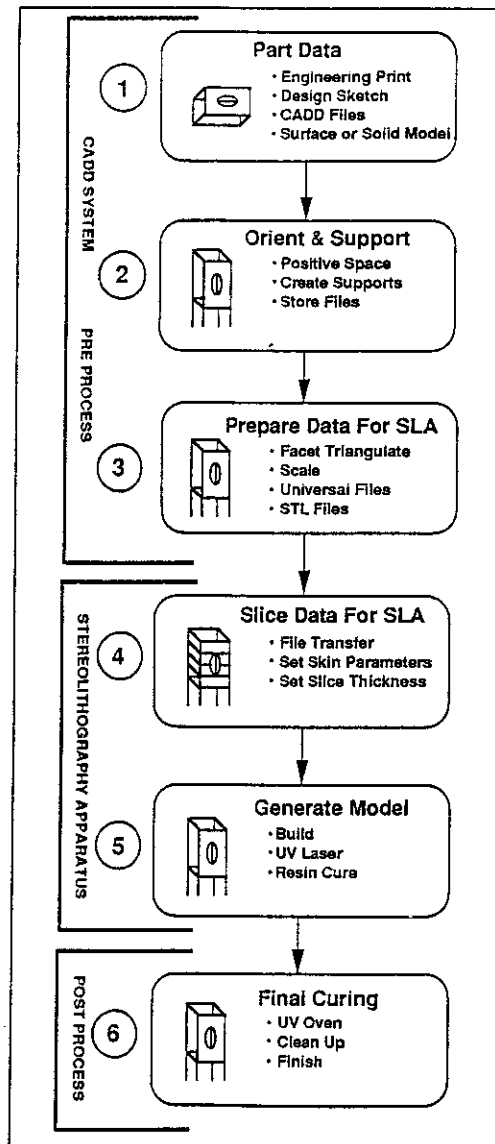 CADD SYSTEM
PRE PROCESS
1
Part Data
• Engineering Print
• Design Sketch
• CADD Files
• Surface or Solid Model
2
Orient & Support
• Positive Space
• Create Supports
• Store Files
3
Prepare Data For SLA
• Facet Triangulate
• Scale
• Universal Files
• STL Files
STEREOLITHOGRAPHY APPARATUS
4
Slice Data For SLA
• File Transfer
• Set Skin Parameters
• Set Slice Thickness
5
Generate Model
• Build
• UV Laser
• Resin Cure
POST PROCESS
6
Final Curing
• UV Oven
• Clean Up
• Finish